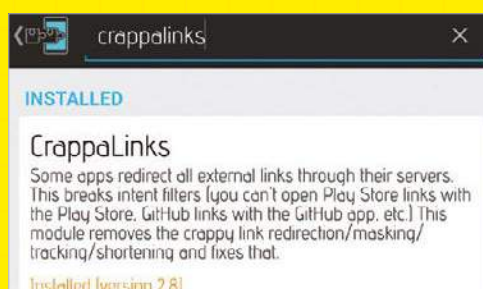 crappalinks
INSTALLED
CrappaLinks
Some apps redirect all external links through their servers.
This breaks intent filters (you can't open Play Store links with
the Play Store, GitHub links with the GitHub app, etc.) This
module removes the crappy link redirection/masking/
tracking/shortening and fixes that.
Installed (version 2.8)